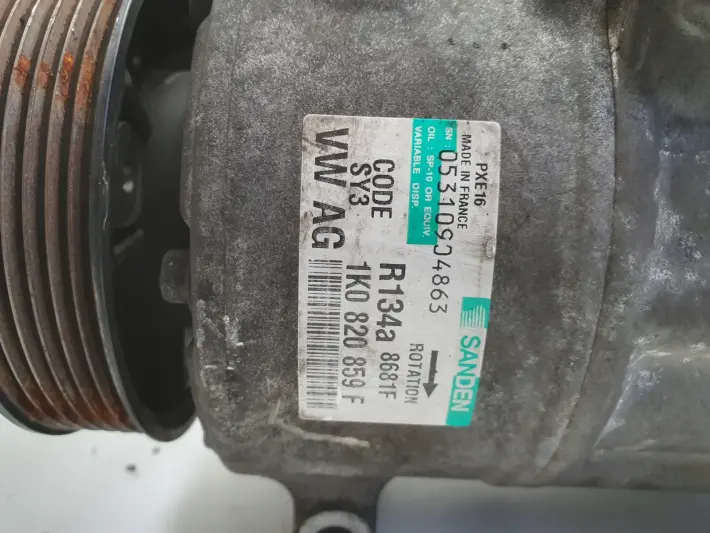 PXE16 SANDEN
MADE IN FRANCE
SN: 05310904863
OIL : SP-10 OR EQUIV.
VARIABLE DISP.
ROTATION
CODE R134a 8681F
SY3
VW AG 1K0 820 859 F